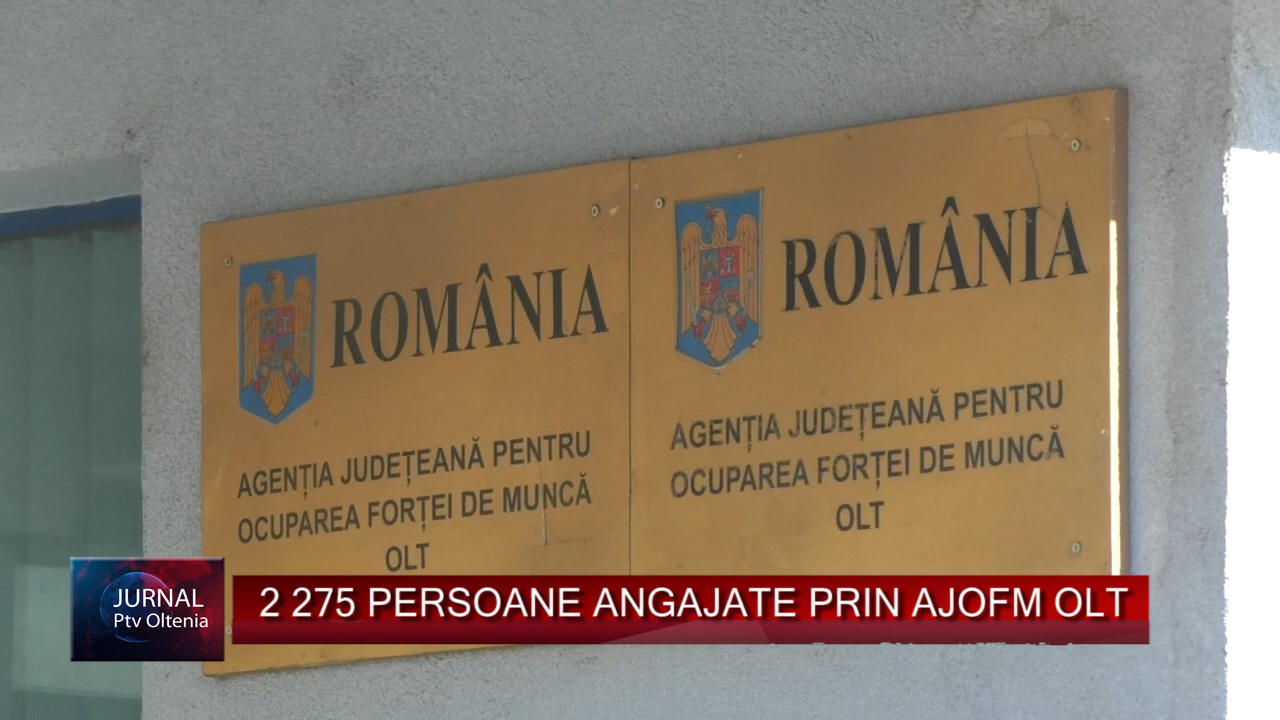 ROMÂNIA
AGENȚIA JUDEȚEANĂ PENTRU
OCUPAREA FORȚEI DE MUNCĂ
OLT
ROMÂNIA
AGENȚIA JUDEȚEANĂ PENTRU
OCUPAREA FORȚEI DE MUNCĂ
OLT
JURNAL
Ptv Oltenia
2 275 PERSOANE ANGAJATE PRIN AJOFM OLT